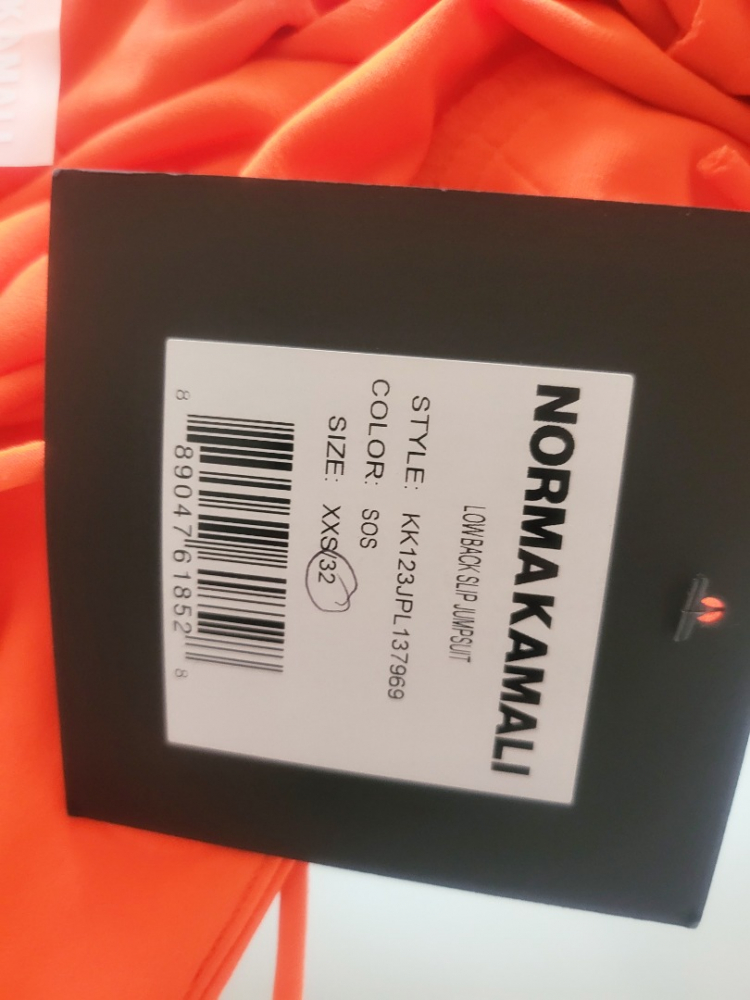 NORMA KAMALI
LOW BACK SLIP JUMPSUIT
STYLE: KK123JPL137969
COLOR: SOS
SIZE: XXS/32
8 89047 61852 8